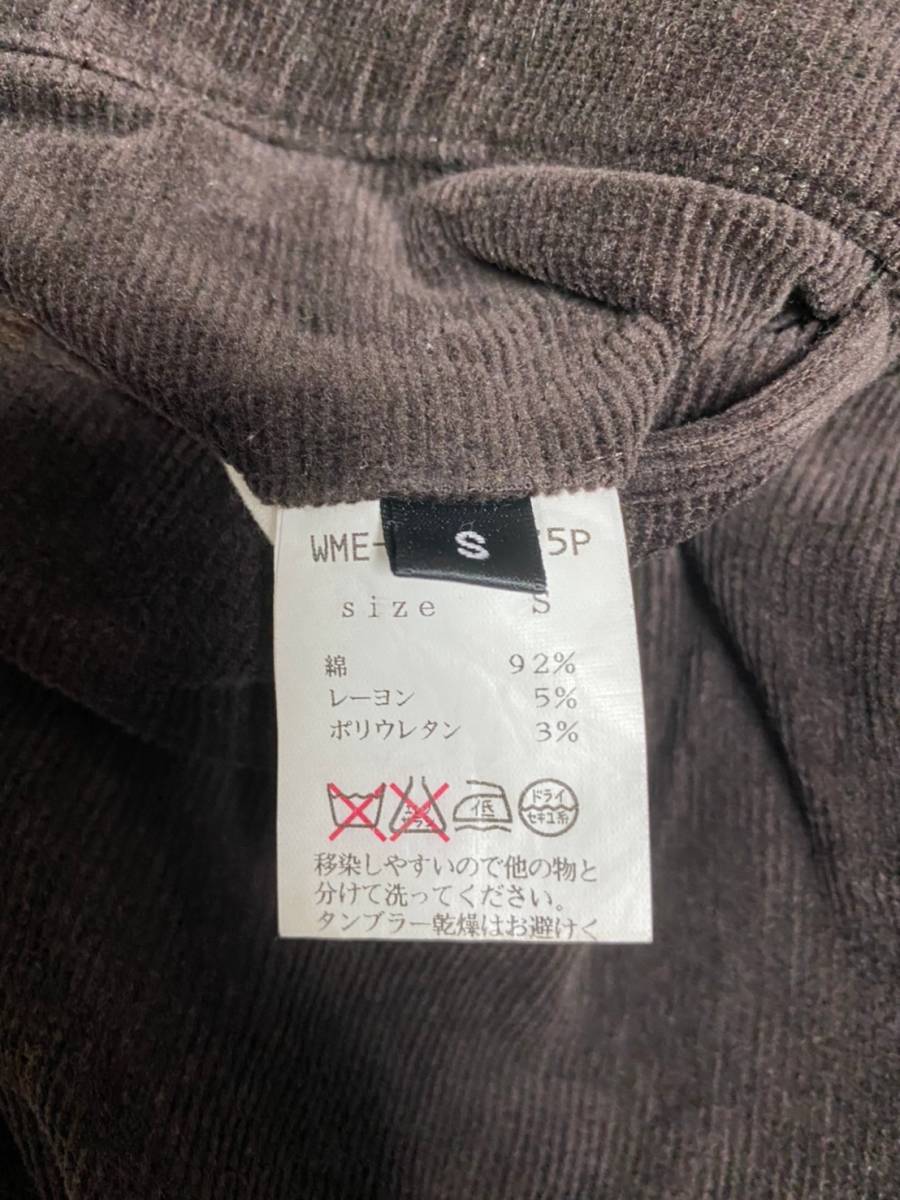 WME- S 5P
size S
綿 92%
レーヨン 5%
ポリウレタン 3%
低 ドライ
セキユ系
移染しやすいので他の物と
分けて洗ってください。
タンブラー乾燥はお避けく